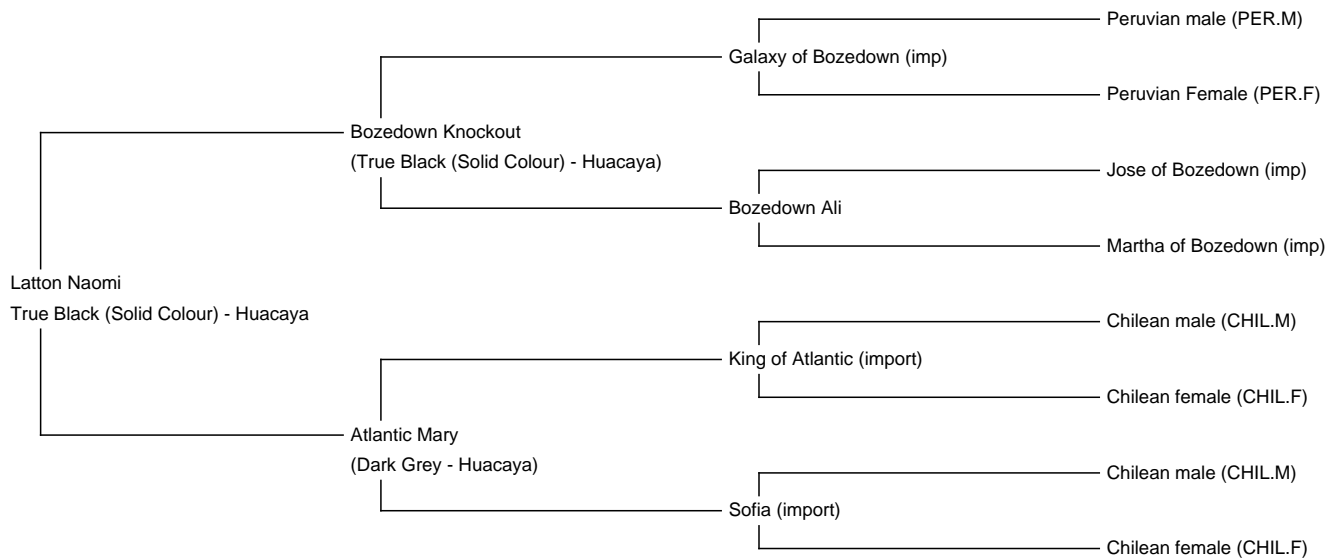 Peruvian male (PER.M)
Galaxy of Bozedown (imp)
Peruvian Female (PER.F)
Bozedown Knockout
(True Black (Solid Colour) - Huacaya)
Jose of Bozedown (imp)
Bozedown Ali
Martha of Bozedown (imp)
Latton Naomi
True Black (Solid Colour) - Huacaya
Chilean male (CHIL.M)
King of Atlantic (import)
Chilean female (CHIL.F)
Atlantic Mary
(Dark Grey - Huacaya)
Chilean male (CHIL.M)
Sofia (import)
Chilean female (CHIL.F)